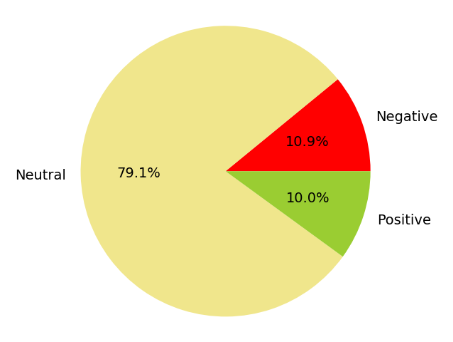 Negative
10.9%
Neutral
79.1%
10.0%
Positive